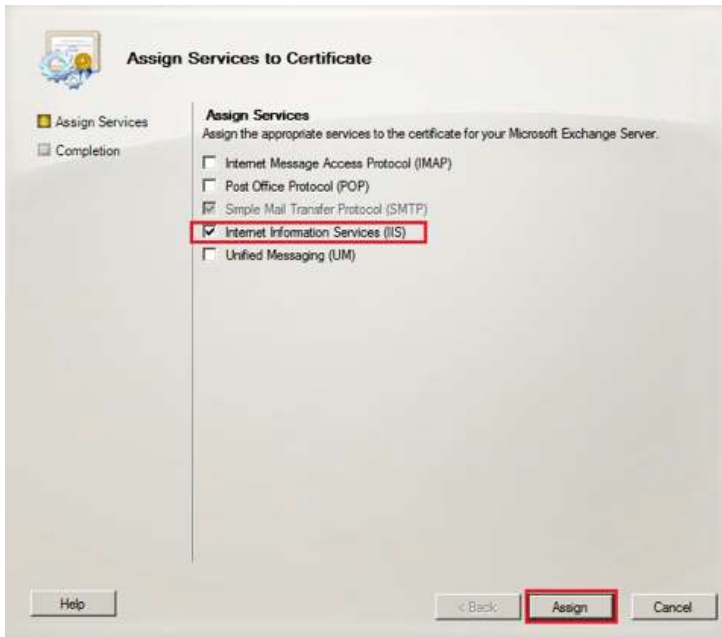 Assign Services to Certificate
Assign Services
Completion
Assign Services
Assign the appropriate services to the certificate for your Microsoft Exchange Server.
Internet Message Access Protocol (IMAP)
Post Office Protocol (POP)
Simple Mail Transfer Protocol (SMTP)
Internet Information Services (IIS)
Unified Messaging (UM)
Help
< Back
Assign
Cancel